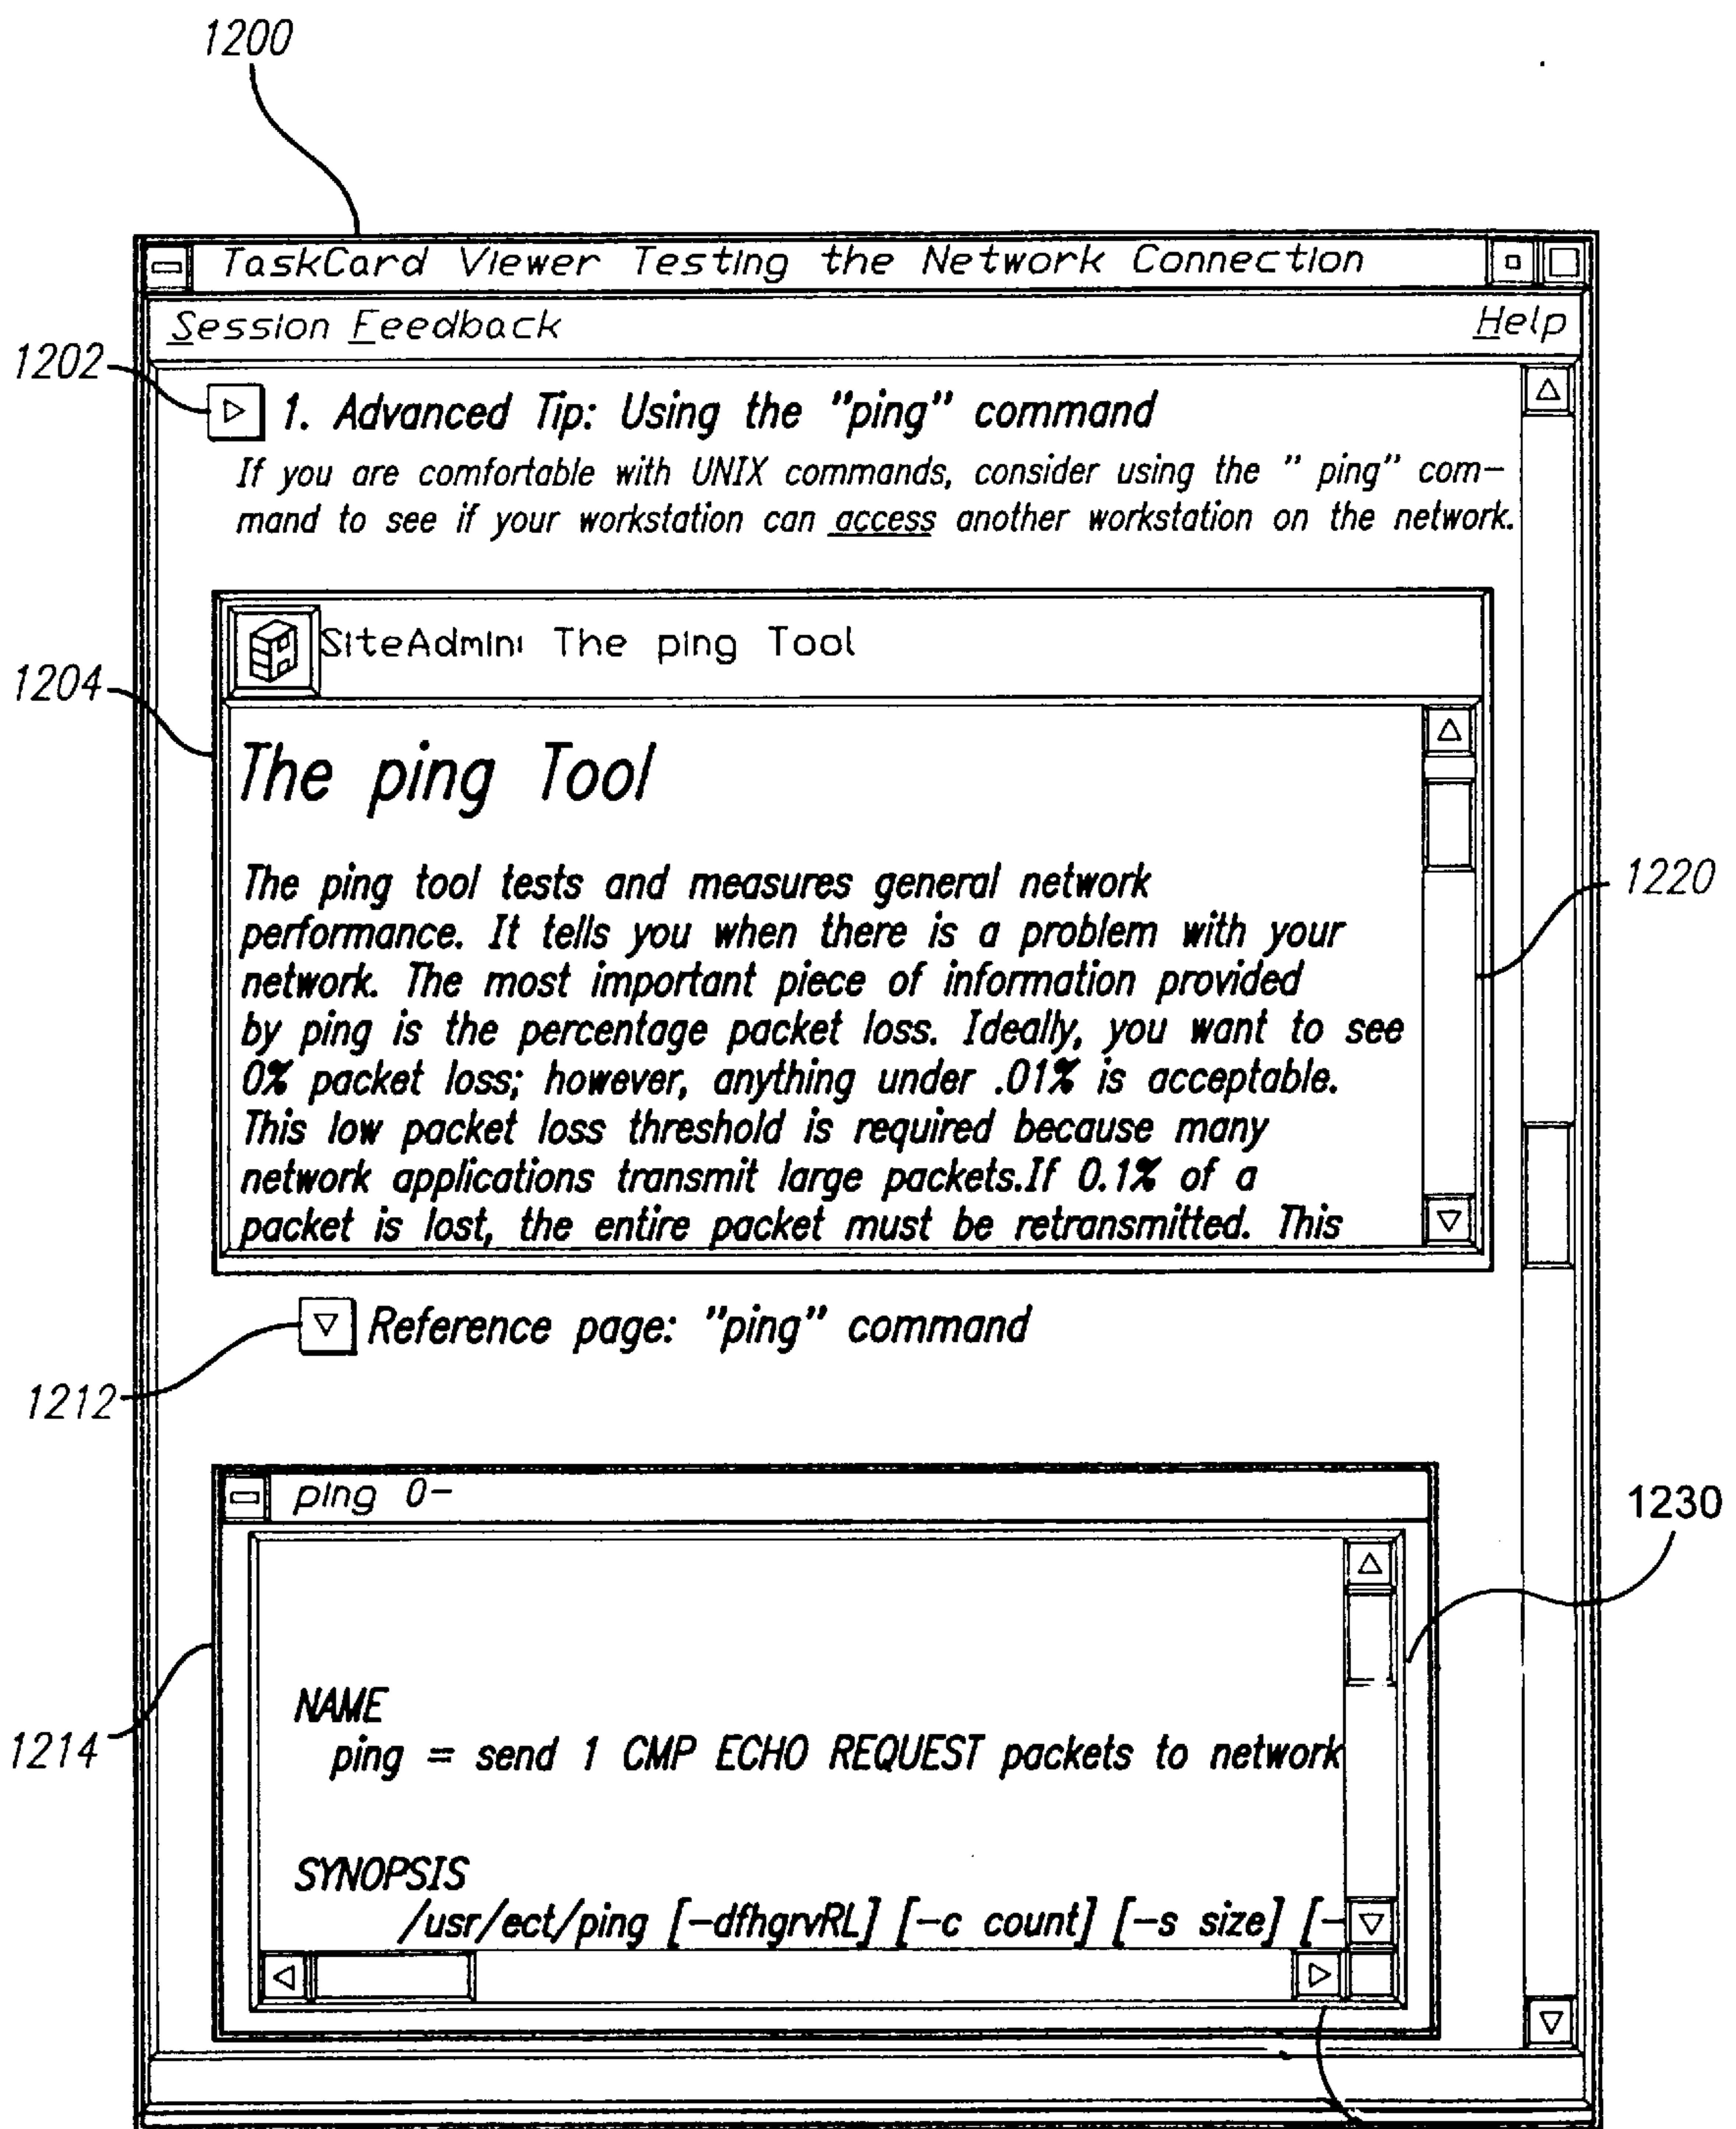 1200
TaskCard Viewer Testing the Network Connection
Session Feedback Help
1202
1. Advanced Tip: Using the "ping" command
If you are comfortable with UNIX commands, consider using the " ping" com-
mand to see if your workstation can access another workstation on the network.
1204
SiteAdmin: The ping Tool
The ping Tool
The ping tool tests and measures general network
performance. It tells you when there is a problem with your
network. The most important piece of information provided
by ping is the percentage packet loss. Ideally, you want to see
0% packet loss; however, anything under .01% is acceptable.
This low packet loss threshold is required because many
network applications transmit large packets.If 0.1% of a
packet is lost, the entire packet must be retransmitted. This
1220
Reference page: "ping" command
1212
ping 0-
1230
1214
NAME
ping = send 1 CMP ECHO REQUEST packets to network
SYNOPSIS
/usr/ect/ping [-dfhgrvRL] [-c count] [-s size] [-